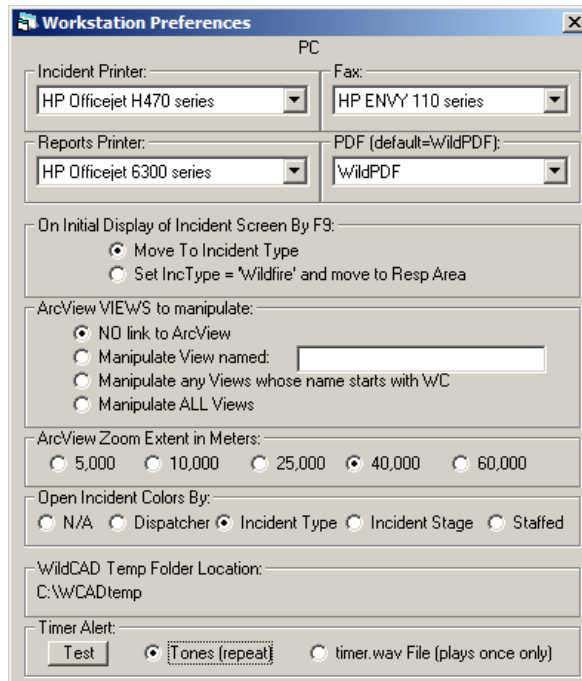 Workstation Preferences
PC
Incident Printer: Fax:
HP Officejet H470 series HP ENVY 110 series
Reports Printer: PDF (default=WildPDF):
HP Officejet 6300 series WildPDF
On Initial Display of Incident Screen By F9:
Move To Incident Type
Set IncType = 'Wildfire' and move to Resp Area
ArcView VIEWS to manipulate:
NO link to ArcView
Manipulate View named:
Manipulate any Views whose name starts with WC
Manipulate ALL Views
ArcView Zoom Extent in Meters:
5,000 10,000 25,000 40,000 60,000
Open Incident Colors By:
N/A Dispatcher Incident Type Incident Stage Staffed
WildCAD Temp Folder Location:
C:\WCADtemp
Timer Alert:
Test Tones (repeat) timer.wav File (plays once only)